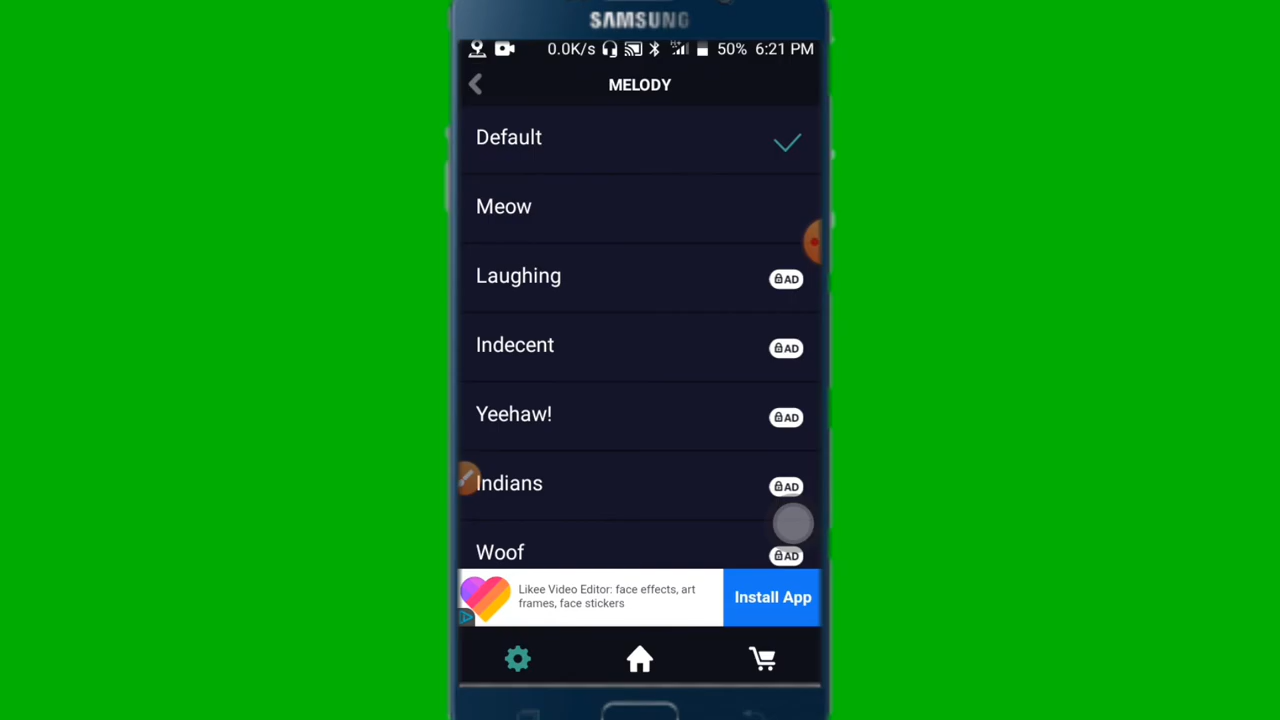 SAMSUNG
0.0K/s H+ 50% 6:21 PM
MELODY
Default
Meow
Laughing AD
Indecent AD
Yeehaw! AD
Indians AD
Woof AD
Likee Video Editor: face effects, art
frames, face stickers
Install App